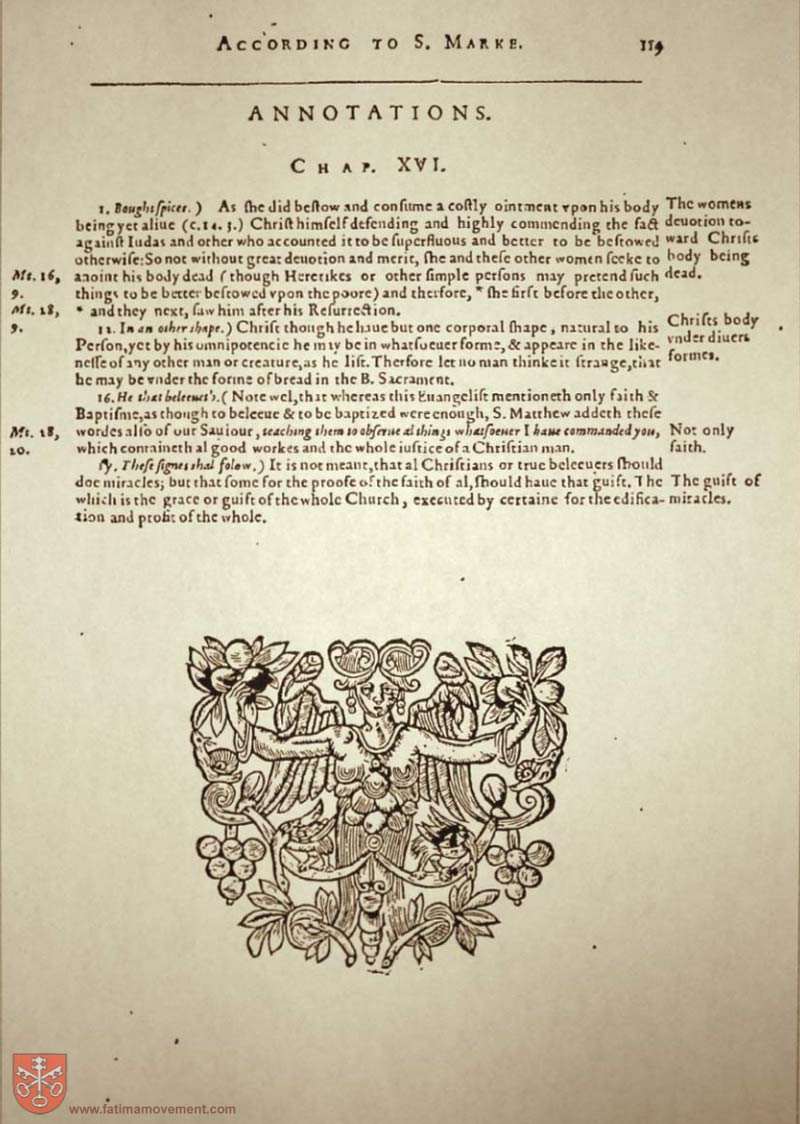 ACCORDING TO S. MARKE. 119
ANNOTATIONS.
CHAP. XVI.
1. Bought ſpices.) As ſhe did beſtow and conſume a coſtly ointment vpon his body
being yet aliue (c. 14. 3.) Chriſt himſelf defending and highly commending the fact
againſt Iudas and other who accounted it to be ſuperfluous and better to be beſtowed
otherwiſe: So not without great deuotion and merit, ſhe and theſe other women ſeeke to
anoint his body dead (though Heretikes or other ſimple perſons may pretend ſuch
things to be better beſtowed vpon the poore) and therfore, * ſhe firſt before the other,
* and they next, ſaw him after his Reſurrection.
The womens
deuotion to-
ward Chriſts
body being
dead.
Mt. 16,
9.
Mt. 28,
9.
12. In an other ſhape.) Chriſt though he haue but one corporal ſhape, natural to his
Perſon, yet by his omnipotencie he may be in whatſoeuer forme, & appeare in the like-
neſſe of any other man or creature, as he liſt. Therfore let no man thinke it ſtrange, that
he may be vnder the forme of bread in the B. Sacrament.
Chriſts body
vnder diuers
formes.
16. He that beleeues.( Note wel, that whereas this Euangeliſt mentioneth only faith &
Baptiſme, as though to beleeue & to be baptized were enough, S. Matthew addeth theſe
wordes alſo of our Sauiour, teaching them to obſerue al things whatſoeuer I haue commanded you,
which containeth al good workes and the whole iuſtice of a Chriſtian man.
Mt. 28,
20.
Not only
faith.
17. Theſe ſignes ſhal folow.) It is not meant, that al Chriſtians or true beleeuers ſhould
doe miracles; but that ſome for the proofe of the faith of al, ſhould haue that guift. The
which is the grace or guift of the whole Church, executed by certaine for the edifica-
tion and profit of the whole.
The guift of
miracles.
www.fatimamovement.com